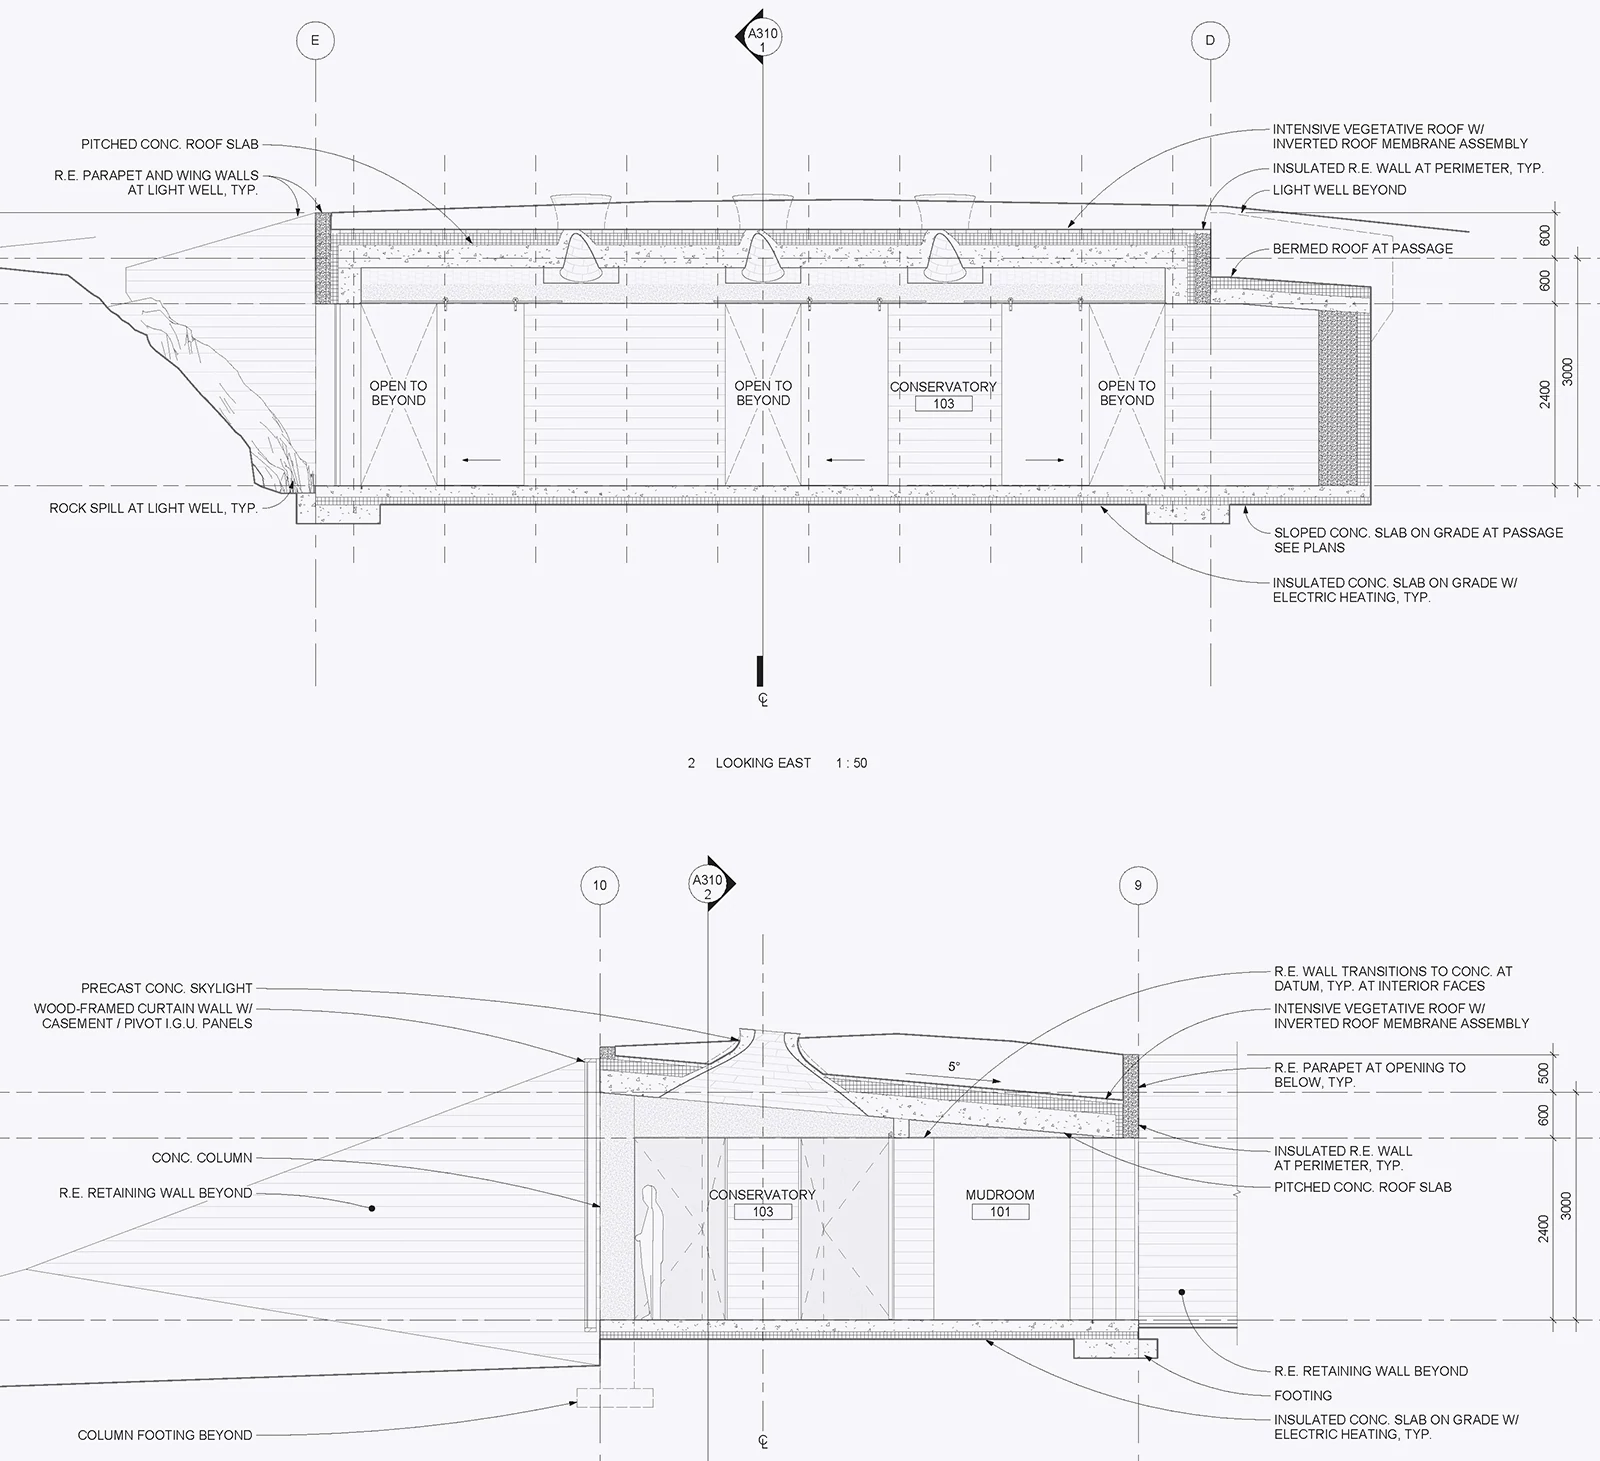 E
A310
1
D
PITCHED CONC. ROOF SLAB
R.E. PARAPET AND WING WALLS
AT LIGHT WELL, TYP.
INTENSIVE VEGETATIVE ROOF W/
INVERTED ROOF MEMBRANE ASSEMBLY
INSULATED R.E. WALL AT PERIMETER, TYP.
LIGHT WELL BEYOND
BERMED ROOF AT PASSAGE
600
600
2400
3000
OPEN TO
BEYOND
OPEN TO
BEYOND
CONSERVATORY
103
OPEN TO
BEYOND
ROCK SPILL AT LIGHT WELL, TYP.
SLOPED CONC. SLAB ON GRADE AT PASSAGE
SEE PLANS
INSULATED CONC. SLAB ON GRADE W/
ELECTRIC HEATING, TYP.
℄
2 LOOKING EAST 1 : 50
10
A310
2
9
PRECAST CONC. SKYLIGHT
WOOD-FRAMED CURTAIN WALL W/
CASEMENT / PIVOT I.G.U. PANELS
R.E. WALL TRANSITIONS TO CONC. AT
DATUM, TYP. AT INTERIOR FACES
INTENSIVE VEGETATIVE ROOF W/
INVERTED ROOF MEMBRANE ASSEMBLY
5°
R.E. PARAPET AT OPENING TO
BELOW, TYP.
500
600
2400
3000
CONC. COLUMN
R.E. RETAINING WALL BEYOND
INSULATED R.E. WALL
AT PERIMETER, TYP.
PITCHED CONC. ROOF SLAB
CONSERVATORY
103
MUDROOM
101
R.E. RETAINING WALL BEYOND
FOOTING
INSULATED CONC. SLAB ON GRADE W/
ELECTRIC HEATING, TYP.
COLUMN FOOTING BEYOND
℄